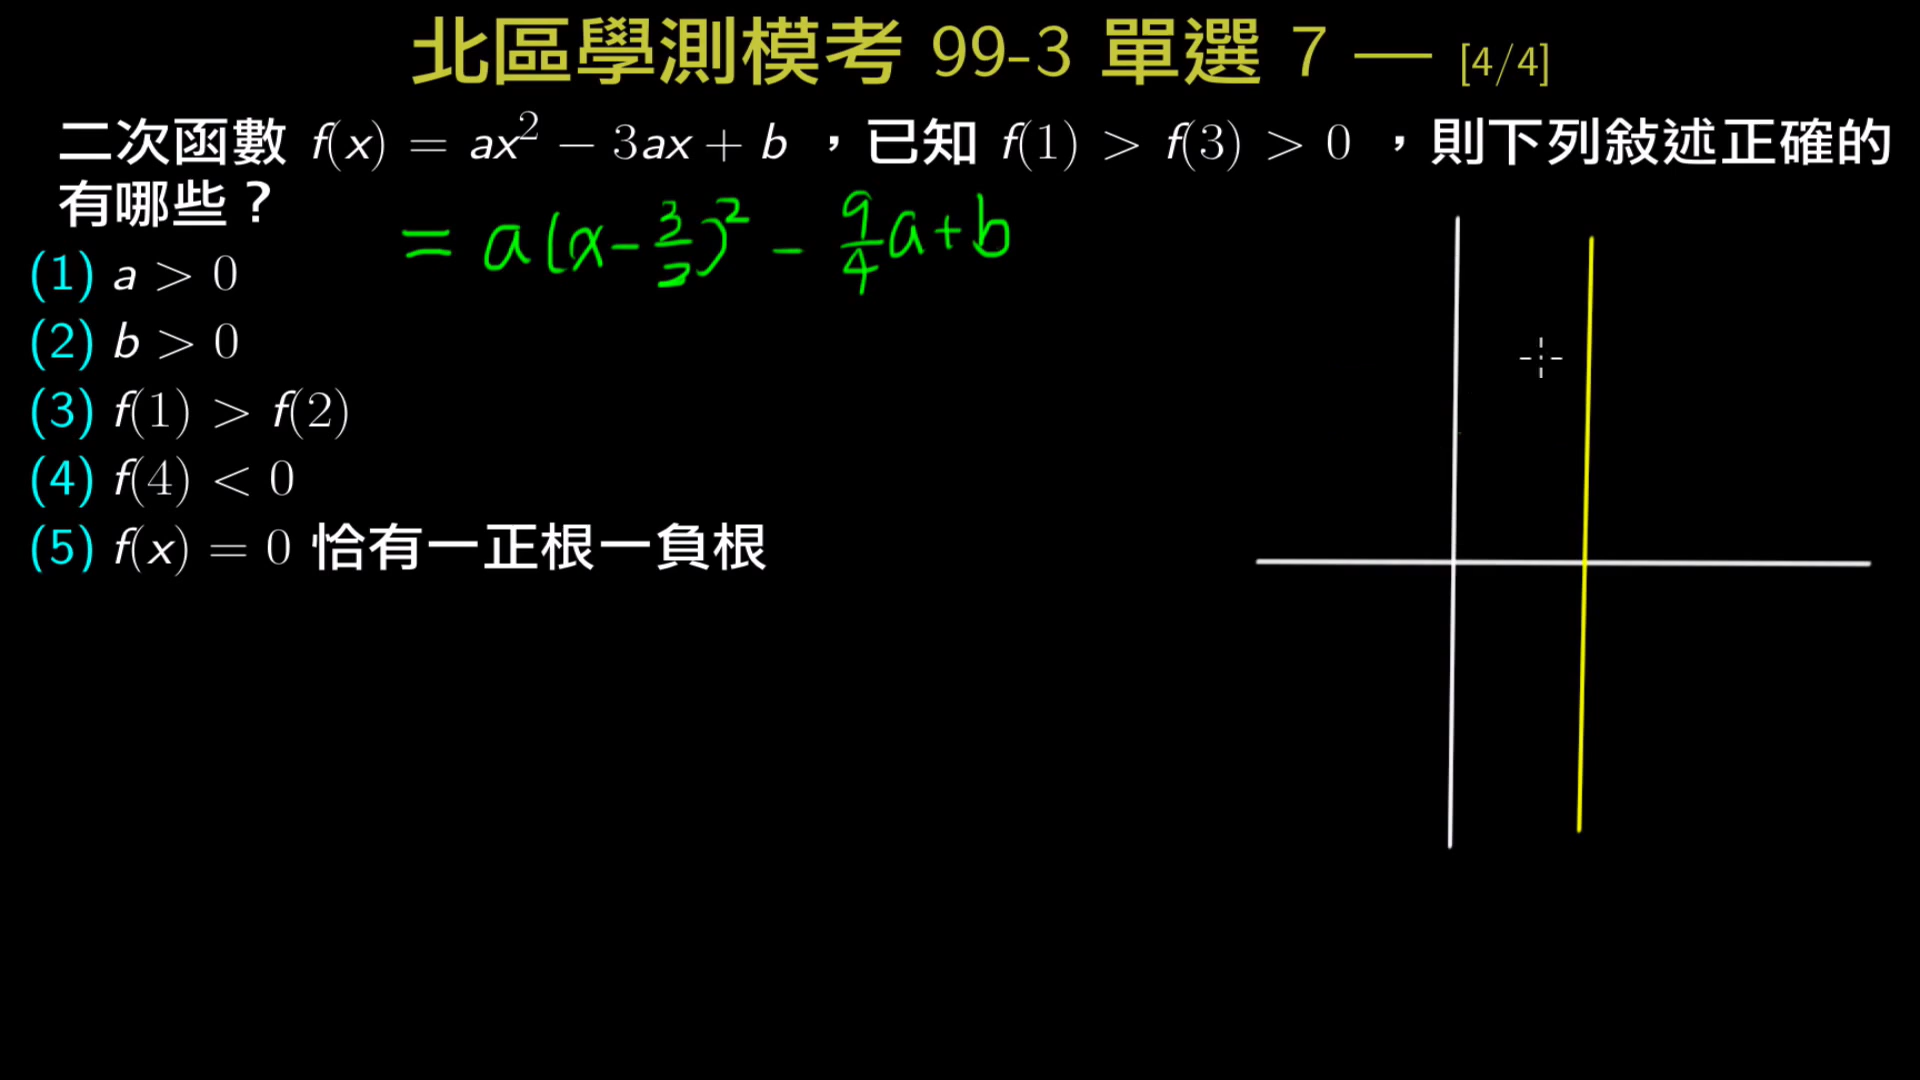 北區學測模考 99-3 單選 7 — [4/4]
二次函數 f(x) = ax² − 3ax + b ，已知 f(1) > f(3) > 0 ，則下列敍述正確的
有哪些？
= a(x − 3/2)² − 9/4 a + b
(1) a > 0
(2) b > 0
(3) f(1) > f(2)
(4) f(4) < 0
(5) f(x) = 0 恰有一正根一負根